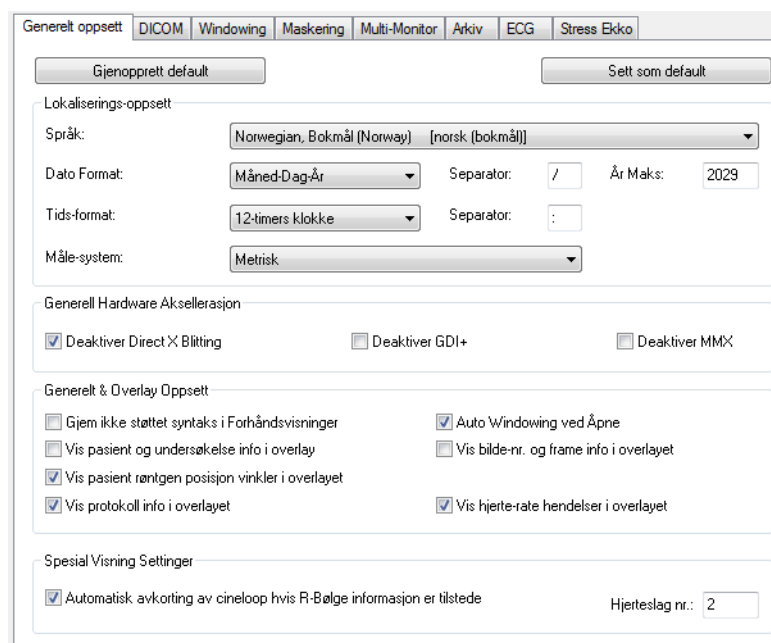 Generelt oppsett DICOM Windowing Maskering Multi-Monitor Arkiv ECG Stress Ekko
Gjenopprett default Sett som default
Lokaliserings-oppsett
Språk: Norwegian, Bokmål (Norway) [norsk (bokmål)]
Dato Format: Måned-Dag-År Separator: / År Maks: 2029
Tids-format: 12-timers klokke Separator: :
Måle-system: Metrisk
Generell Hardware Aksellerasjon
Deaktiver Direct X Blitting Deaktiver GDI+ Deaktiver MMX
Generelt & Overlay Oppsett
Gjem ikke støttet syntaks i Forhåndsvisninger Auto Windowing ved Åpne
Vis pasient og undersøkelse info i overlay Vis bilde-nr. og frame info i overlayet
Vis pasient røntgen posisjon vinkler i overlayet
Vis protokoll info i overlayet Vis hjerte-rate hendelser i overlayet
Spesial Visning Settinger
Automatisk avkorting av cineloop hvis R-Bølge informasjon er tilstede Hjerteslag nr.: 2